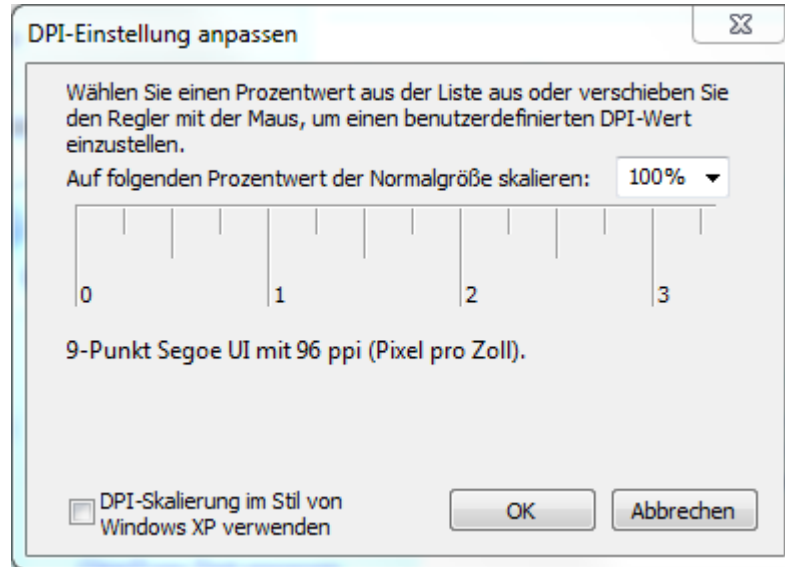 DPI-Einstellung anpassen
Wählen Sie einen Prozentwert aus der Liste aus oder verschieben Sie
den Regler mit der Maus, um einen benutzerdefinierten DPI-Wert
einzustellen.
Auf folgenden Prozentwert der Normalgröße skalieren: 100%
0 1 2 3
9-Punkt Segoe UI mit 96 ppi (Pixel pro Zoll).
DPI-Skalierung im Stil von
Windows XP verwenden
OK Abbrechen